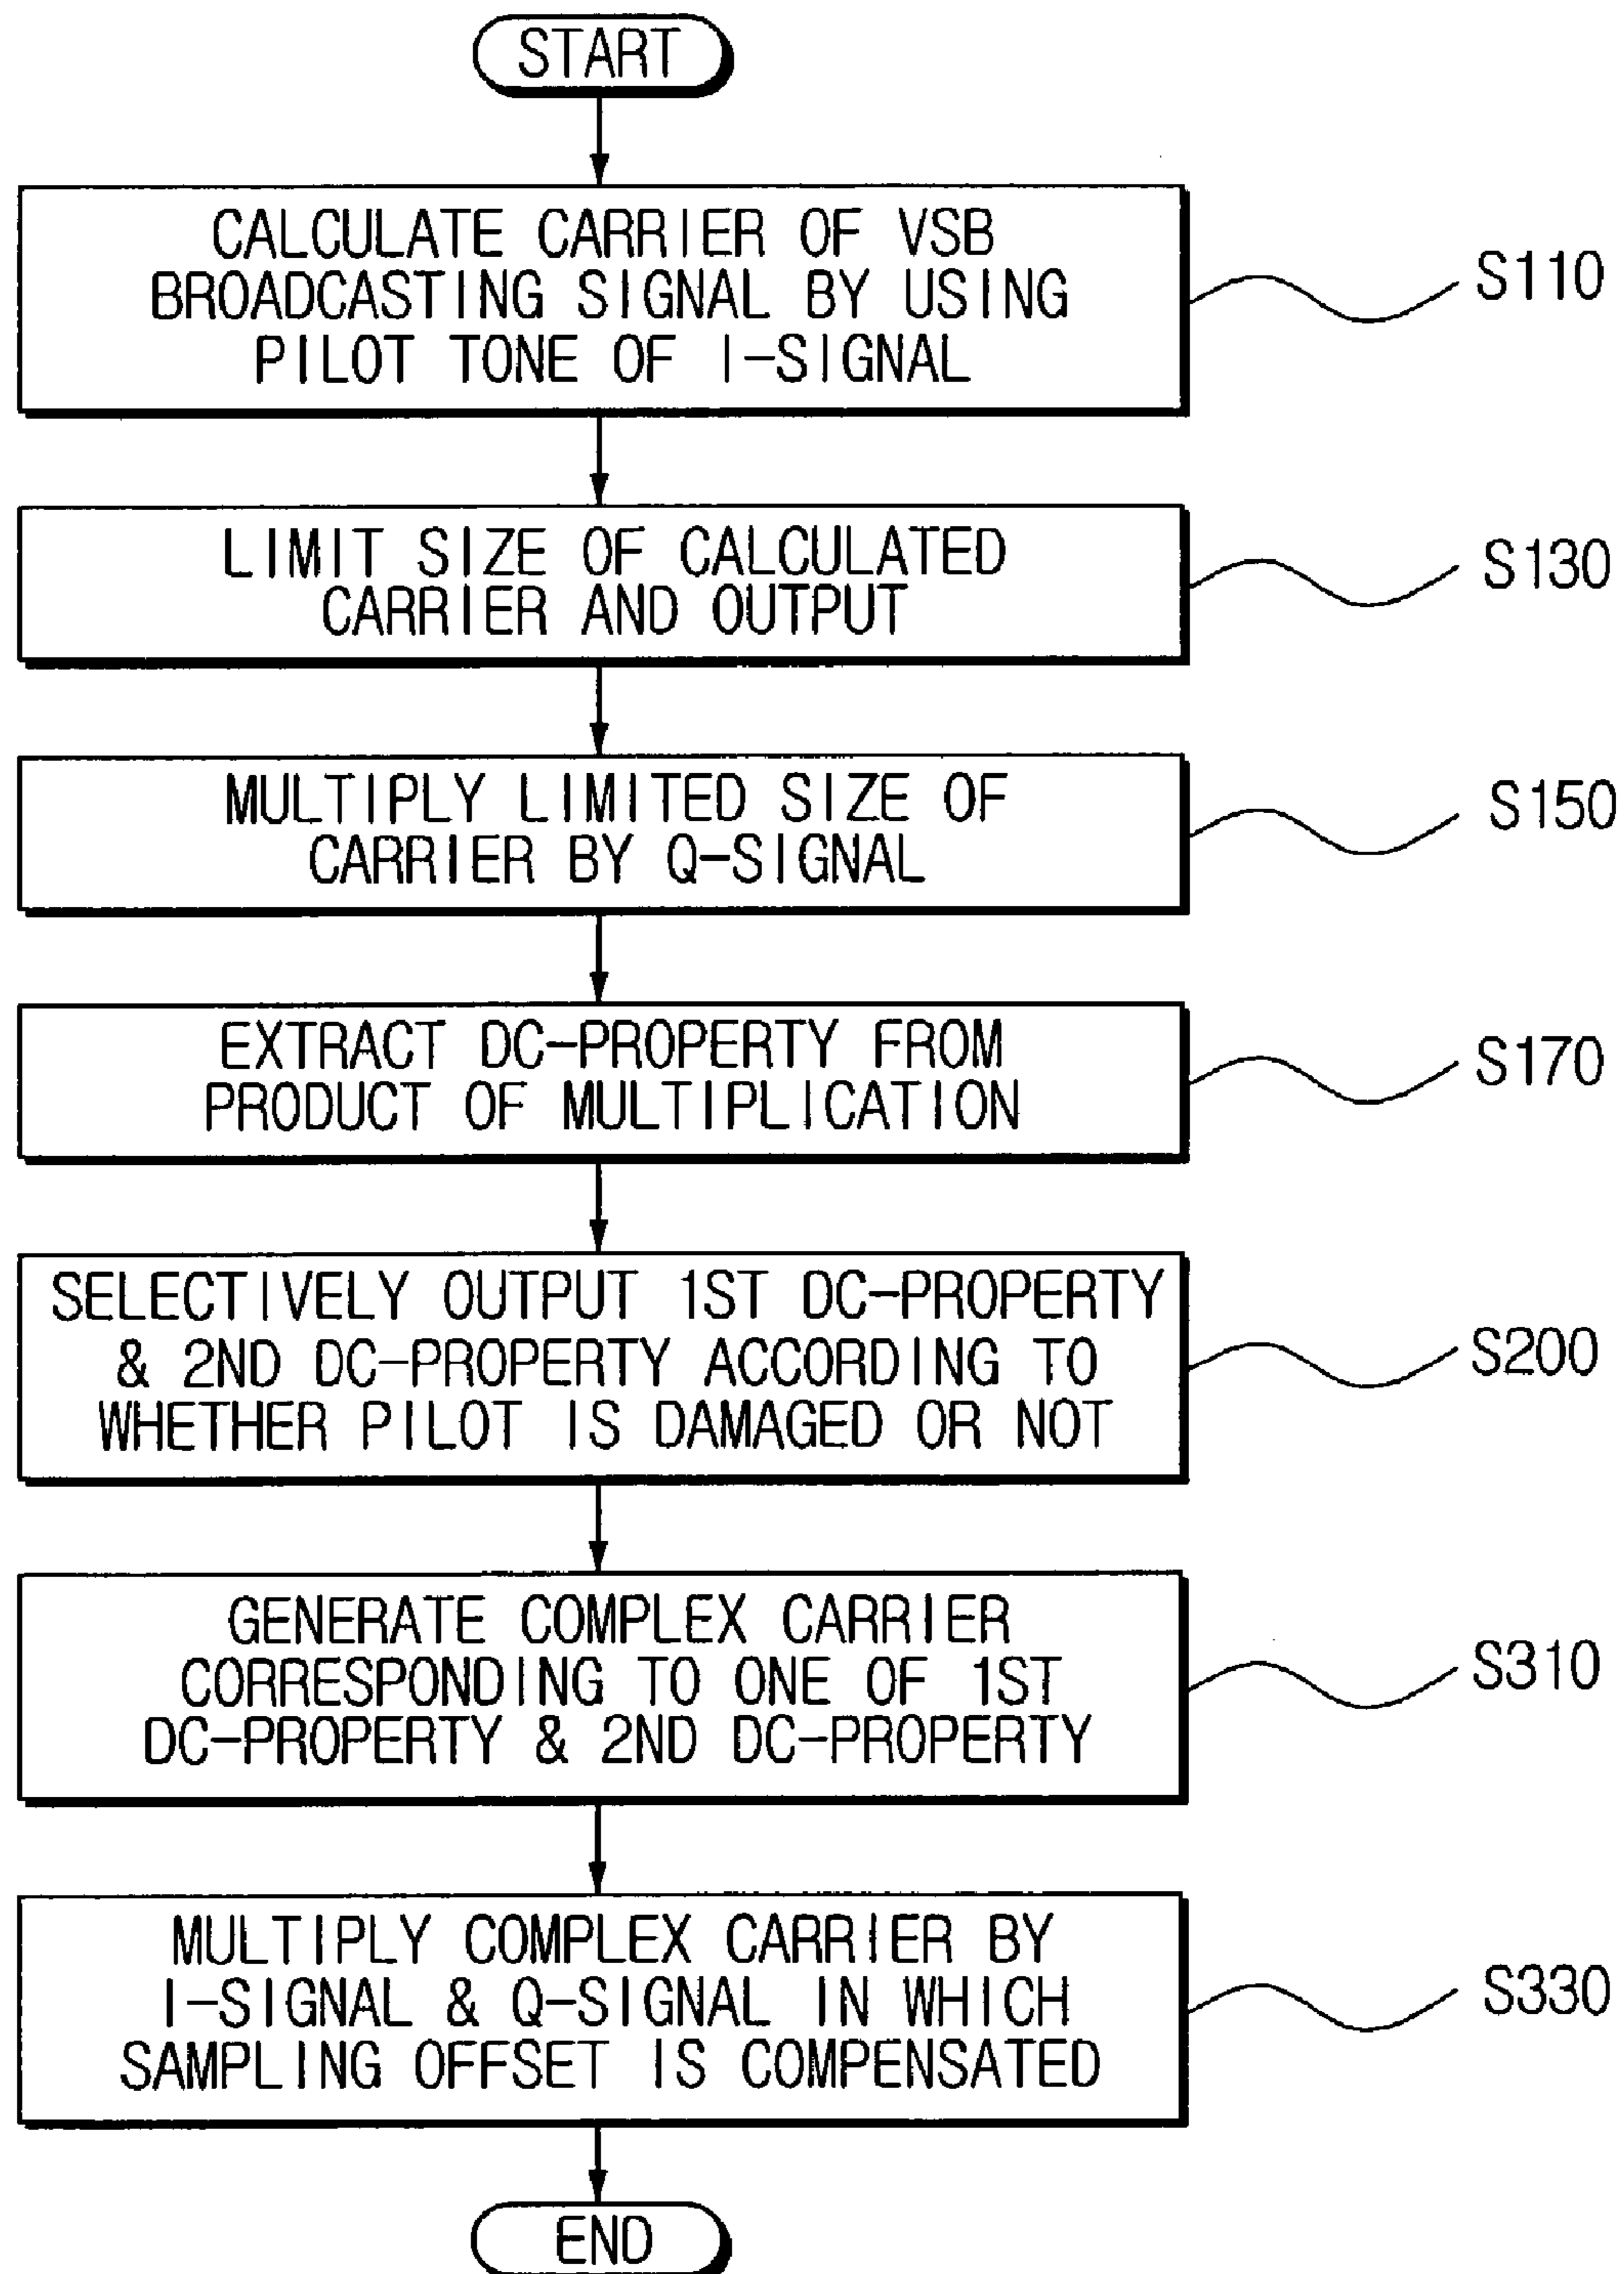 START
CALCULATE CARRIER OF VSB
BROADCASTING SIGNAL BY USING
PILOT TONE OF I-SIGNAL
S110
LIMIT SIZE OF CALCULATED
CARRIER AND OUTPUT
S130
MULTIPLY LIMITED SIZE OF
CARRIER BY Q-SIGNAL
S150
EXTRACT DC-PROPERTY FROM
PRODUCT OF MULTIPLICATION
S170
SELECTIVELY OUTPUT 1ST DC-PROPERTY
& 2ND DC-PROPERTY ACCORDING TO
WHETHER PILOT IS DAMAGED OR NOT
S200
GENERATE COMPLEX CARRIER
CORRESPONDING TO ONE OF 1ST
DC-PROPERTY & 2ND DC-PROPERTY
S310
MULTIPLY COMPLEX CARRIER BY
I-SIGNAL & Q-SIGNAL IN WHICH
SAMPLING OFFSET IS COMPENSATED
S330
END